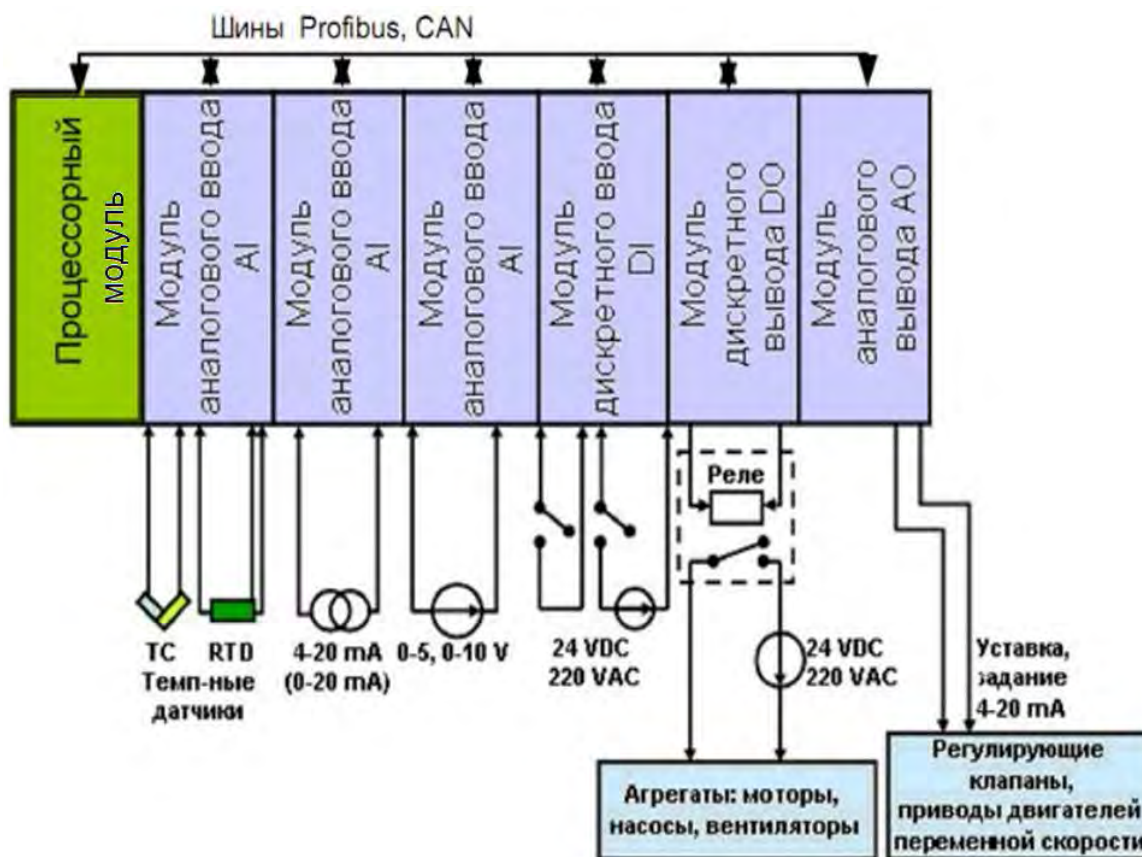 Шины Profibus, CAN
Процессорный
модуль
Модуль
аналогового ввода
AI
Модуль
аналогового ввода
AI
Модуль
аналогового ввода
AI
Модуль
дискретного ввода
DI
Модуль
дискретного
вывода DO
Модуль
аналогового
вывода AO
Реле
TC RTD
Темп-ные
датчики
4-20 mA
(0-20 mA)
0-5, 0-10 V
24 VDC
220 VAC
24 VDC
220 VAC
Уставка,
задание
4-20 mA
Агрегаты: моторы,
насосы, вентиляторы
Регулирующие
клапаны,
приводы двигателей
переменной скорости